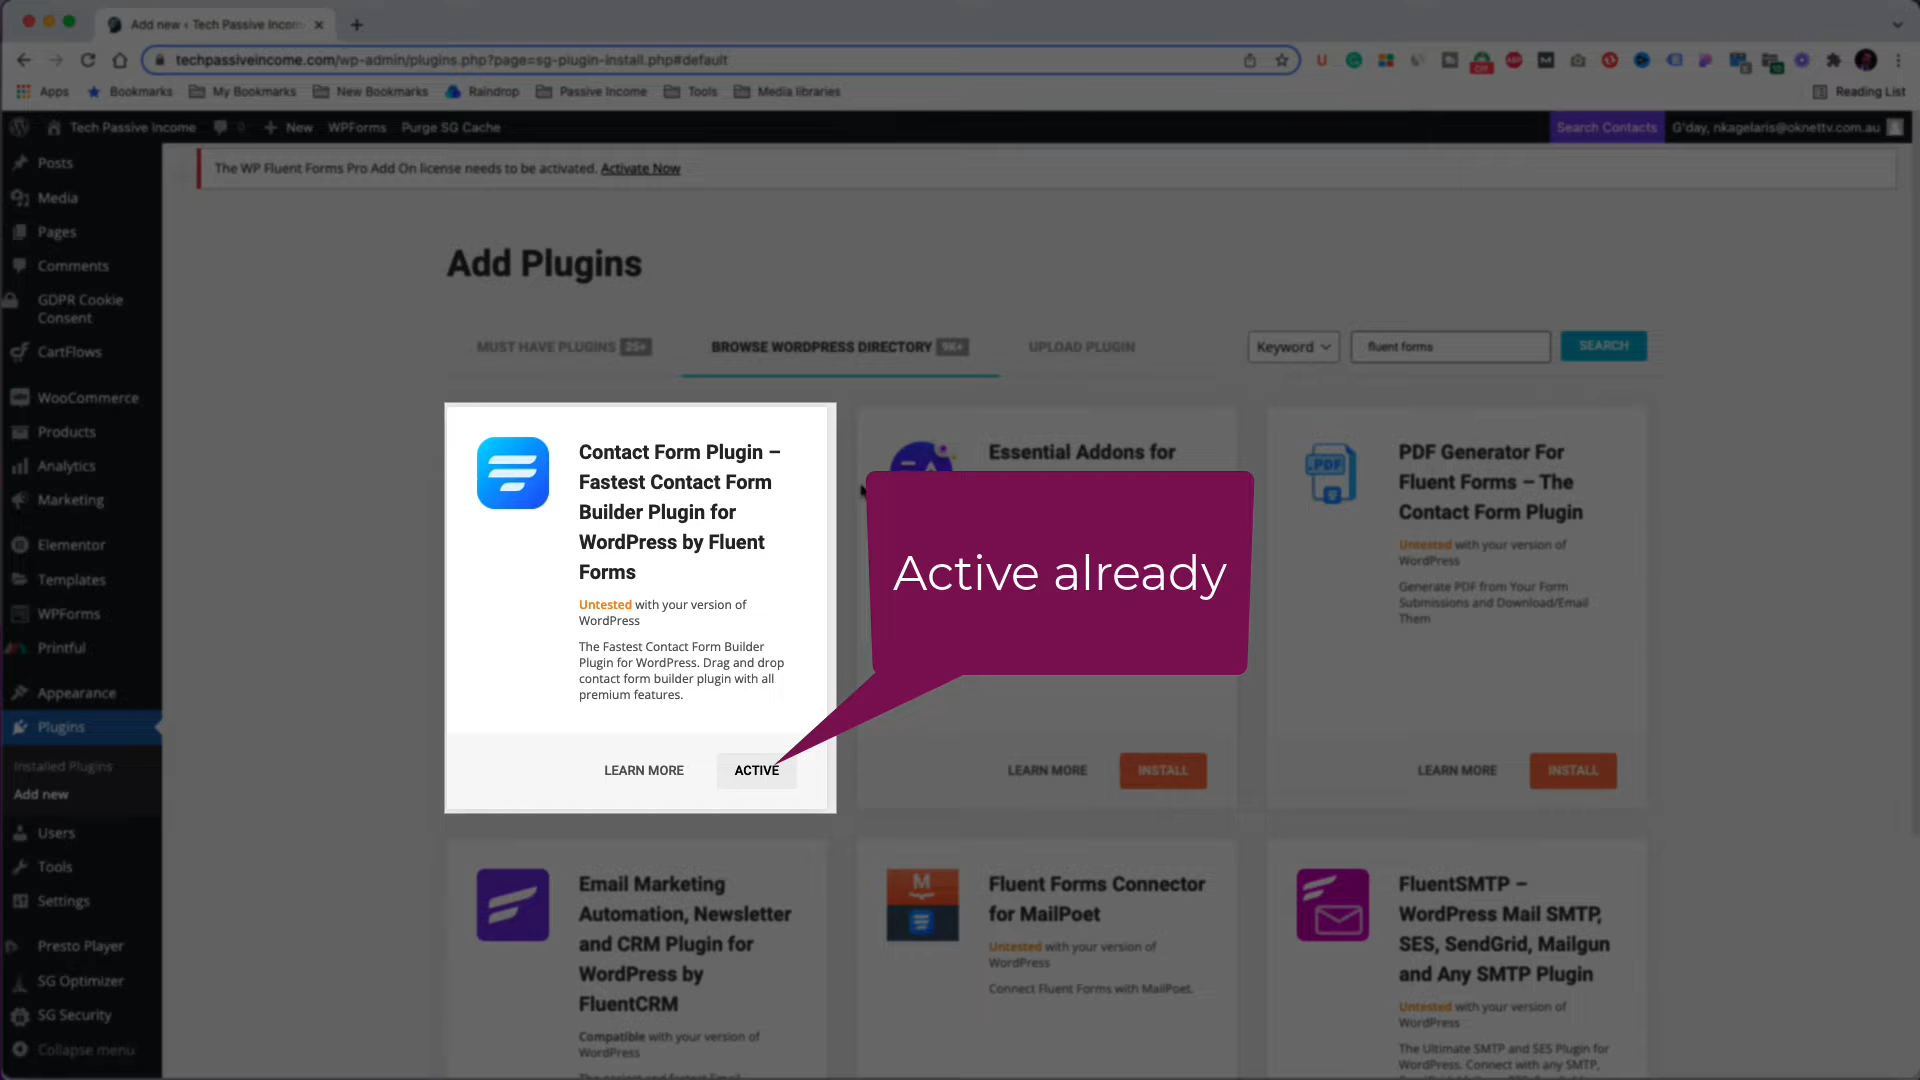 Add new ‹ Tech Passive Incom
techpassiveincome.com/wp-admin/plugins.php?page=sg-plugin-install.php#default
Apps
Bookmarks
My Bookmarks
New Bookmarks
Raindrop
Passive Income
Tools
Media libraries
Reading List
Tech Passive Income
0
New
WPForms
Purge SG Cache
Search Contacts
G'day, nkagelaris@oknettv.com.au
Posts
Media
Pages
Comments
GDPR Cookie
Consent
CartFlows
WooCommerce
Products
Analytics
Marketing
Elementor
Templates
WPForms
Printful
Appearance
Plugins
Installed Plugins
Add new
Users
Tools
Settings
Presto Player
SG Optimizer
SG Security
Collapse menu
The WP Fluent Forms Pro Add On license needs to be activated. Activate Now
Add Plugins
MUST HAVE PLUGINS 25+
BROWSE WORDPRESS DIRECTORY 9K+
UPLOAD PLUGIN
Keyword
fluent forms
SEARCH
Contact Form Plugin –
Fastest Contact Form
Builder Plugin for
WordPress by Fluent
Forms
Untested with your version of
WordPress
The Fastest Contact Form Builder
Plugin for WordPress. Drag and drop
contact form builder plugin with all
premium features.
LEARN MORE
ACTIVE
Essential Addons for
Active already
LEARN MORE
INSTALL
PDF
PDF Generator For
Fluent Forms – The
Contact Form Plugin
Untested with your version of
WordPress
Generate PDF from Your Form
Submissions and Download/Email
Them
LEARN MORE
INSTALL
Email Marketing
Automation, Newsletter
and CRM Plugin for
WordPress by
FluentCRM
Compatible with your version of
WordPress
M
Fluent Forms Connector
for MailPoet
Untested with your version of
WordPress
Connect Fluent Forms with MailPoet.
FluentSMTP –
WordPress Mail SMTP,
SES, SendGrid, Mailgun
and Any SMTP Plugin
Untested with your version of
WordPress
The Ultimate SMTP and SES Plugin for
WordPress. Connect with any SMTP,